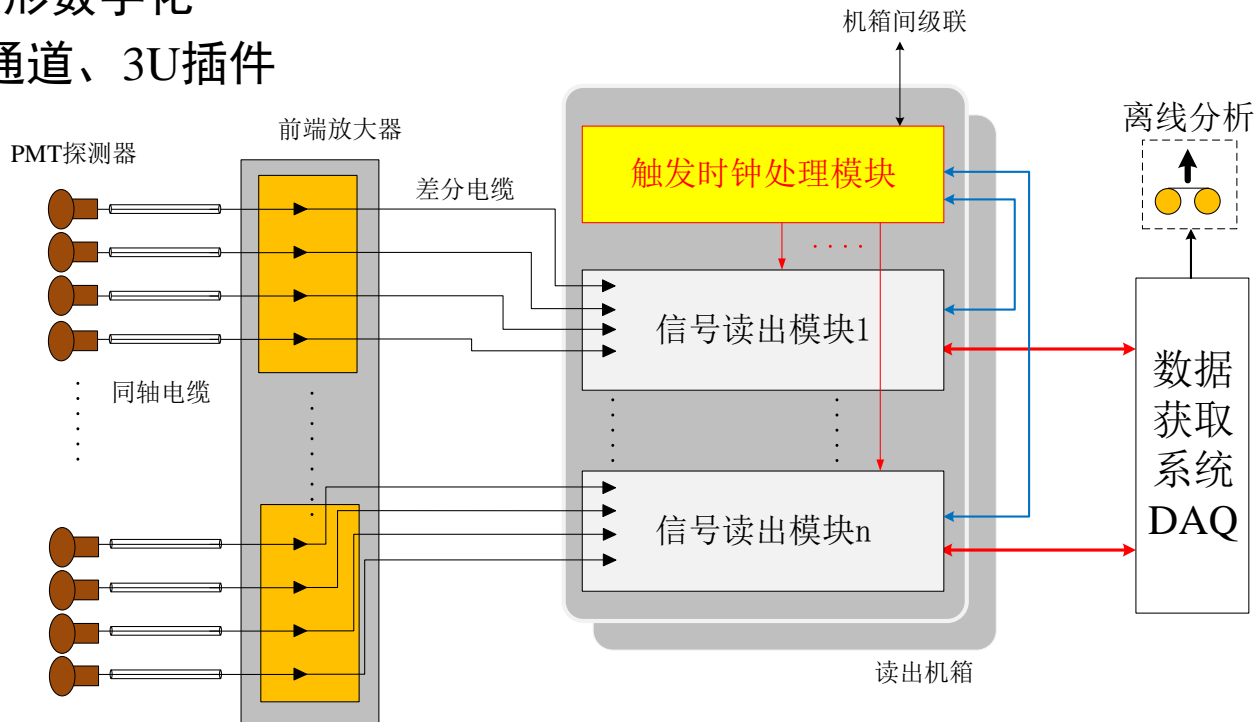 形数字化
通道、3U插件
机箱间级联
离线分析
前端放大器
PMT探测器
差分电缆
触发时钟处理模块
信号读出模块1
同轴电缆
数据
获取
系统
DAQ
信号读出模块n
读出机箱